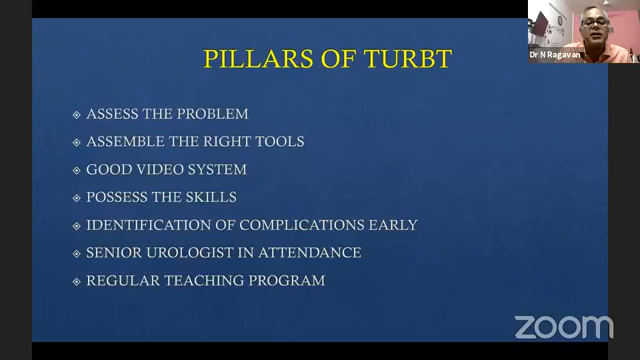 Dr N Ragavan
PILLARS OF TURBT
ASSESS THE PROBLEM
ASSEMBLE THE RIGHT TOOLS
GOOD VIDEO SYSTEM
POSSESS THE SKILLS
IDENTIFICATION OF COMPLICATIONS EARLY
SENIOR UROLOGIST IN ATTENDANCE
REGULAR TEACHING PROGRAM
zoom